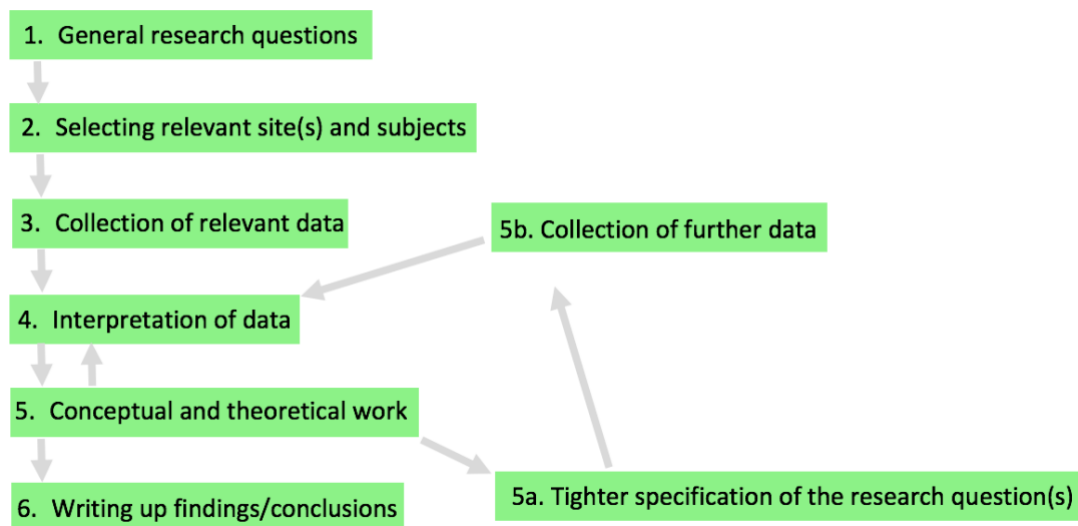 1. General research questions
2. Selecting relevant site(s) and subjects
3. Collection of relevant data
5b. Collection of further data
4. Interpretation of data
5. Conceptual and theoretical work
5a. Tighter specification of the research question(s)
6. Writing up findings/conclusions